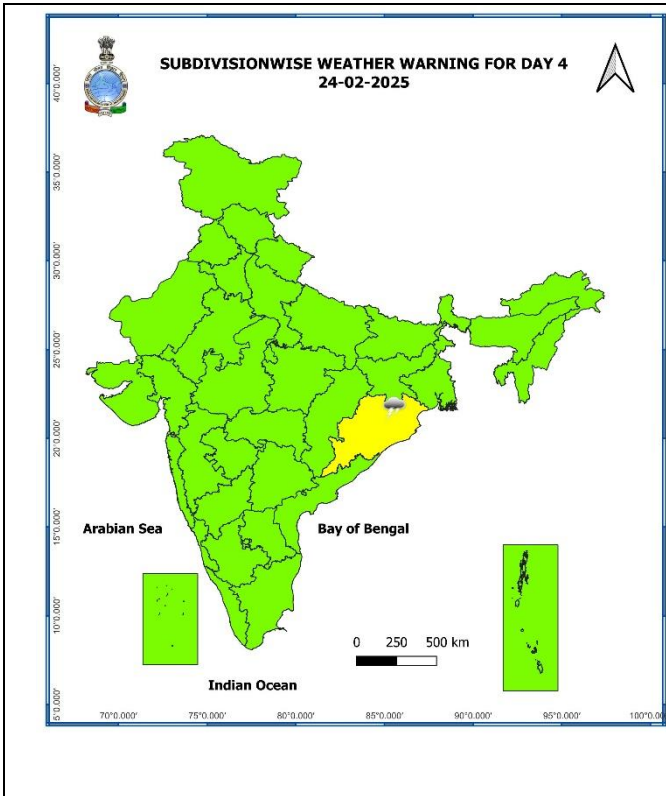 SUBDIVISIONWISE WEATHER WARNING FOR DAY 4
24-02-2025
40°0.000'
35°0.000'
30°0.000'
25°0.000'
20°0.000'
15°0.000'
10°0.000'
5°0.000'
Arabian Sea
Bay of Bengal
0 250 500 km
Indian Ocean
70°0.000' 75°0.000' 80°0.000' 85°0.000' 90°0.000' 95°0.000' 100°0.000'